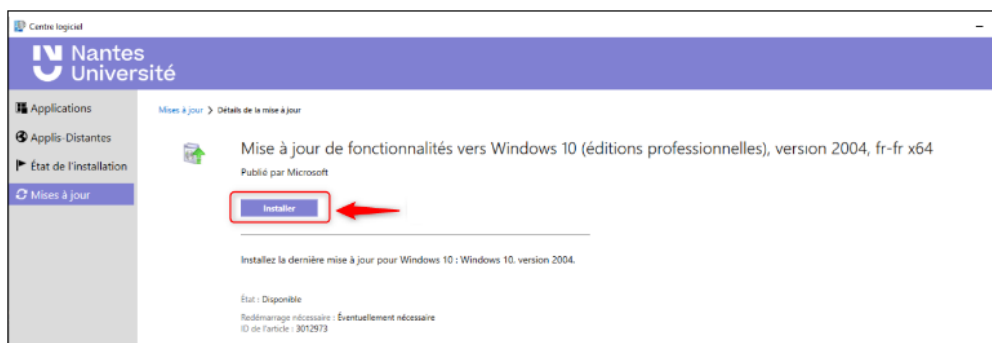 Centre logiciel
Nantes
Université
Applications
Applis-Distantes
État de l'installation
Mises à jour
Mises à jour > Détails de la mise à jour
Mise à jour de fonctionnalités vers Windows 10 (éditions professionnelles), version 2004, fr-fr x64
Publié par Microsoft
Installer
Installez la dernière mise à jour pour Windows 10 : Windows 10. version 2004.
État : Disponible
Redémarrage nécessaire : Éventuellement nécessaire
ID de l'article : 3012973